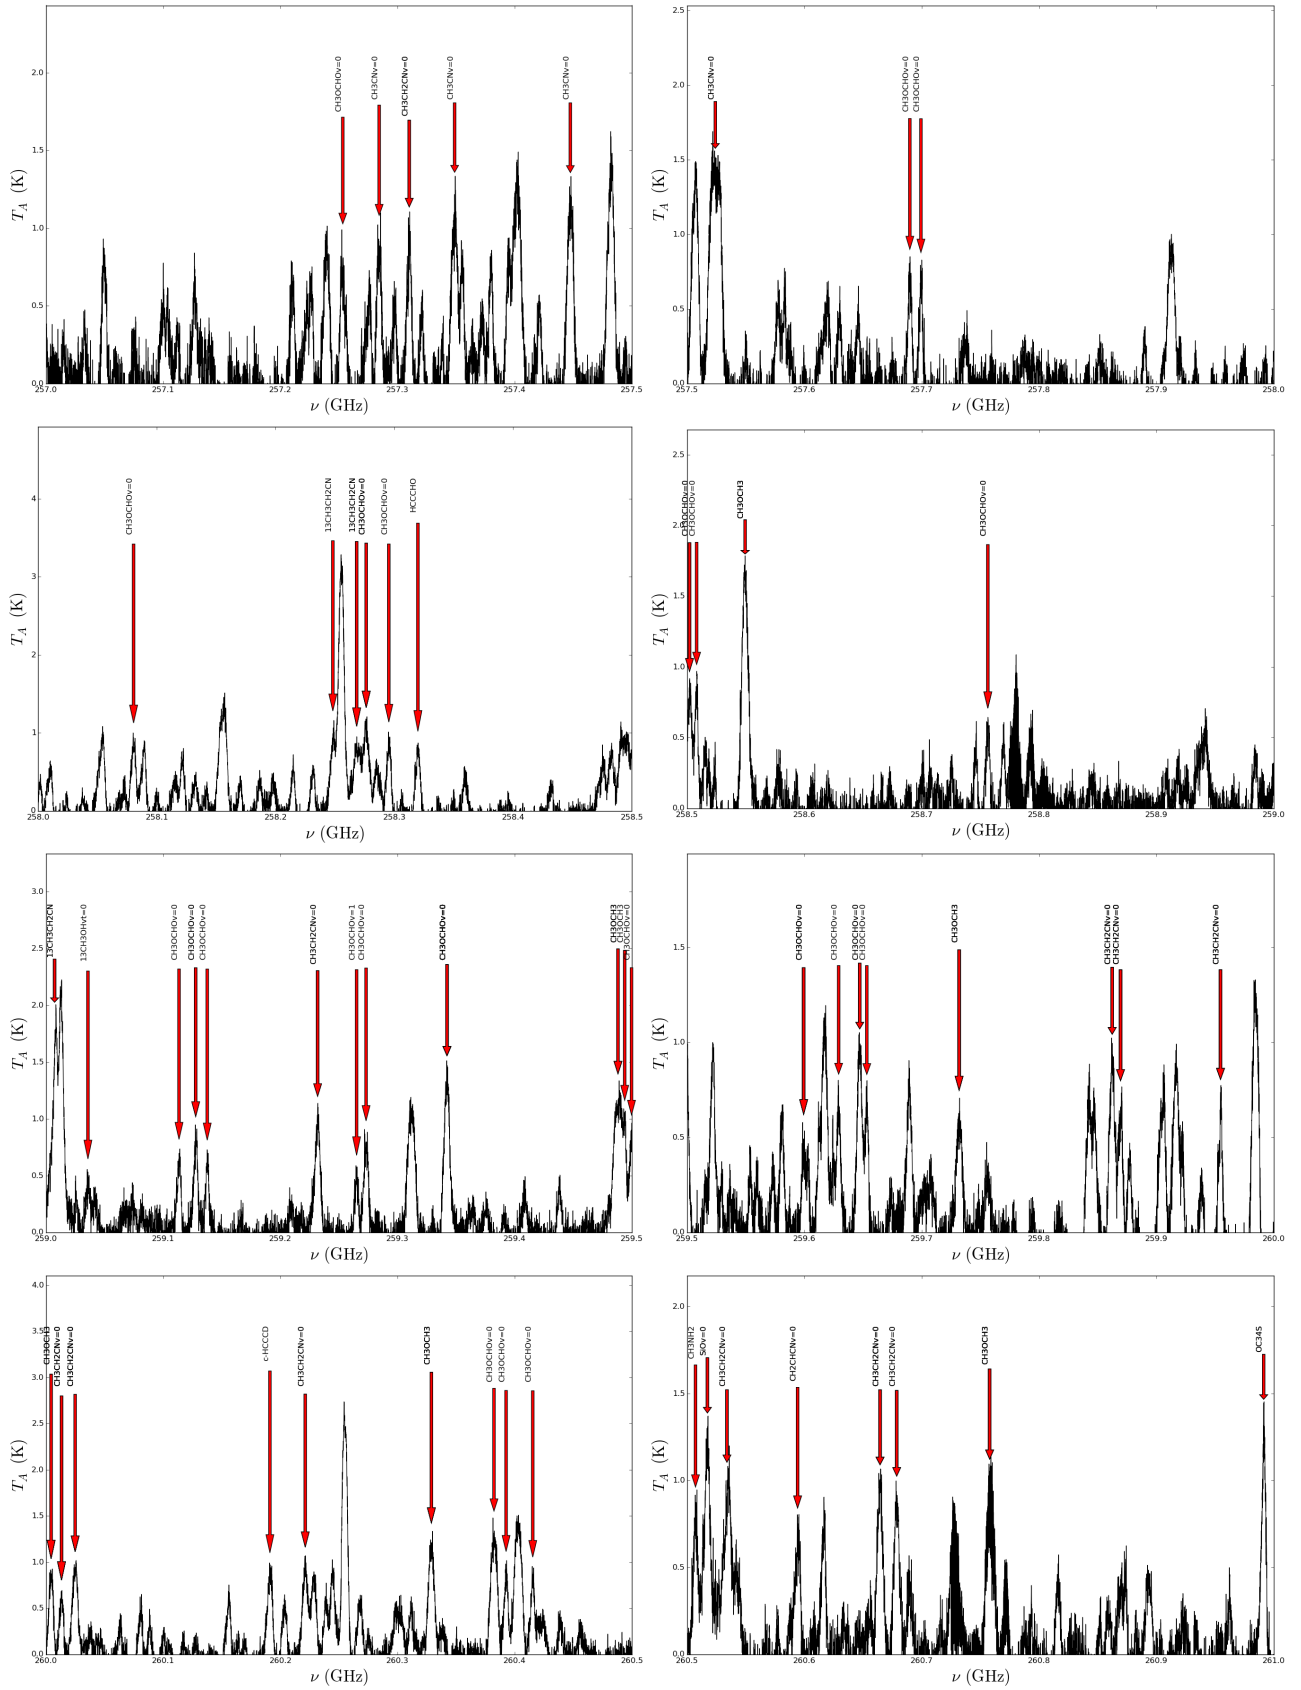 CH3OCHOv=0
CH3CNv=0
CH3CH2CNv=0
CH3CNv=0
CH3CNv=0
2.0
1.5
1.0
0.5
0.0
T_A (K)
257.0 257.1 257.2 257.3 257.4 257.5
ν (GHz)
CH3CNv=0
CH3OCHOv=0
CH3OCHOv=0
2.5
2.0
1.5
1.0
0.5
0.0
T_A (K)
257.5 257.6 257.7 257.8 257.9 258.0
ν (GHz)
CH3OCHOv=0
13CH3CH2CN
13CH3CH2CN
CH3OCHOv=0
CH3OCHOv=0
HCCCHO
4
3
2
1
0
T_A (K)
258.0 258.1 258.2 258.3 258.4 258.5
ν (GHz)
CH3OCHOv=0
CH3OCHOv=0
CH3OCH3
CH3OCHOv=0
2.5
2.0
1.5
1.0
0.5
0.0
T_A (K)
258.5 258.6 258.7 258.8 258.9 259.0
ν (GHz)
13CH3CH2CN
13CH3OHvt=0
CH3OCHOv=0
CH3OCHOv=0
CH3OCHOv=0
CH3CH2CNv=0
CH3OCHOv=1
CH3OCHOv=0
CH3OCHOv=0
CH3OCH3
CH3OCH3
CH3OCHOv=0
3.0
2.5
2.0
1.5
1.0
0.5
0.0
T_A (K)
259.0 259.1 259.2 259.3 259.4 259.5
ν (GHz)
CH3OCHOv=0
CH3OCHOv=0
CH3OCHOv=0
CH3OCHOv=0
CH3OCH3
CH3CH2CNv=0
CH3CH2CNv=0
CH3CH2CNv=0
1.5
1.0
0.5
0.0
T_A (K)
259.5 259.6 259.7 259.8 259.9 260.0
ν (GHz)
CH3OCH3
CH3CH2CNv=0
CH3CH2CNv=0
c-HCCCD
CH3CH2CNv=0
CH3OCH3
CH3OCHOv=0
CH3OCHOv=0
CH3OCHOv=0
4.0
3.5
3.0
2.5
2.0
1.5
1.0
0.5
0.0
T_A (K)
260.0 260.1 260.2 260.3 260.4 260.5
ν (GHz)
CH3NH2
SiOv=0
CH3CH2CNv=0
CH2CHCNv=0
CH3CH2CNv=0
CH3CH2CNv=0
CH3OCH3
OC34S
2.0
1.5
1.0
0.5
0.0
T_A (K)
260.5 260.6 260.7 260.8 260.9 261.0
ν (GHz)